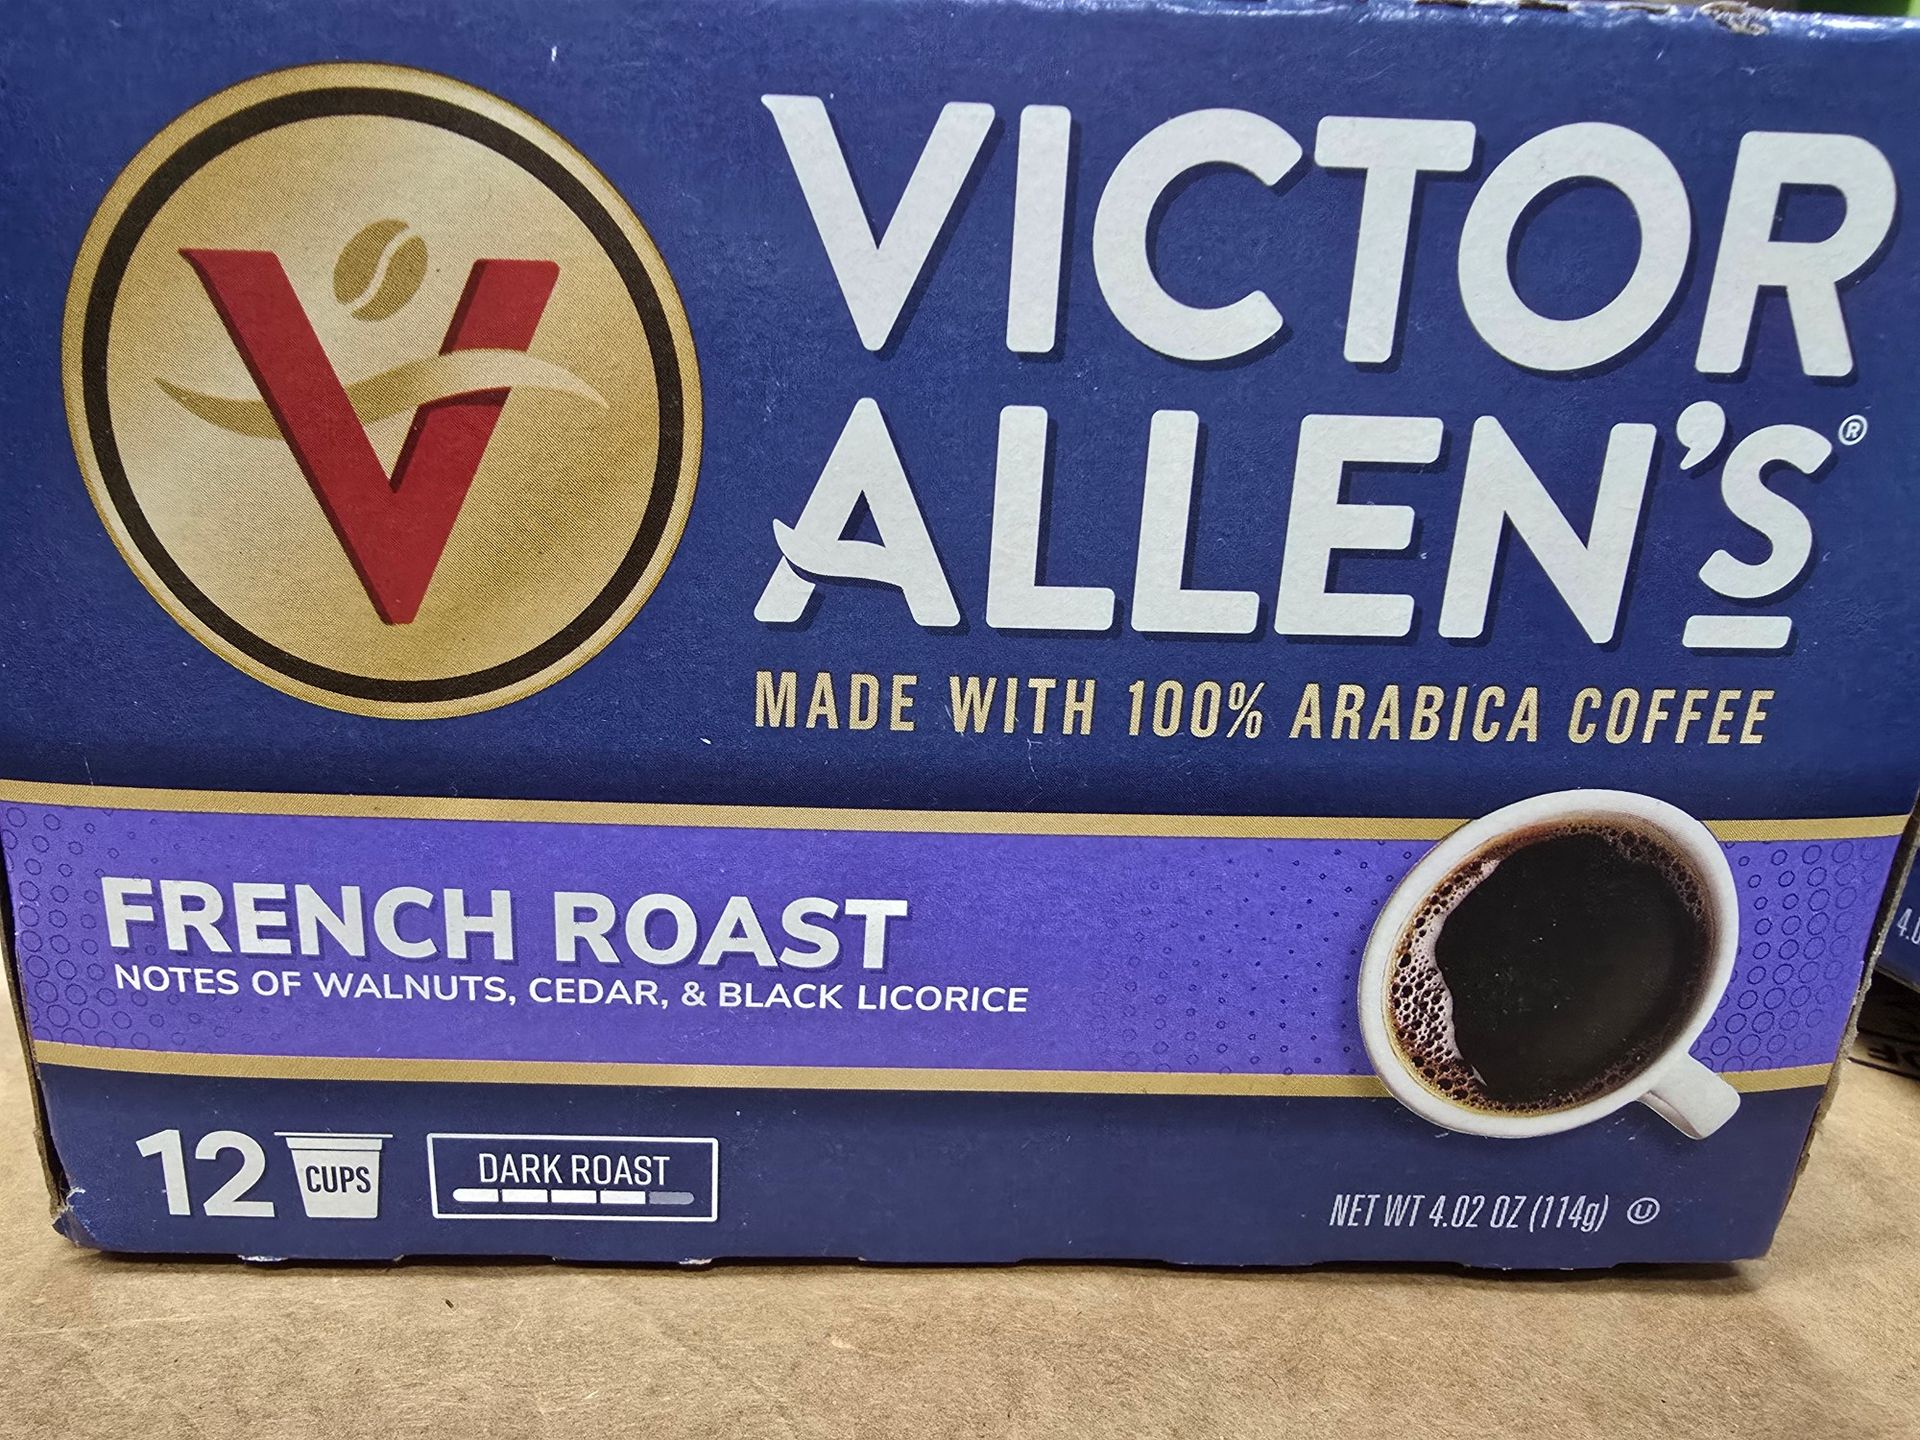 V
VICTOR
ALLEN'S®
MADE WITH 100% ARABICA COFFEE
FRENCH ROAST
NOTES OF WALNUTS, CEDAR, & BLACK LICORICE
12 CUPS
DARK ROAST
NET WT 4.02 OZ (114g) Ⓤ